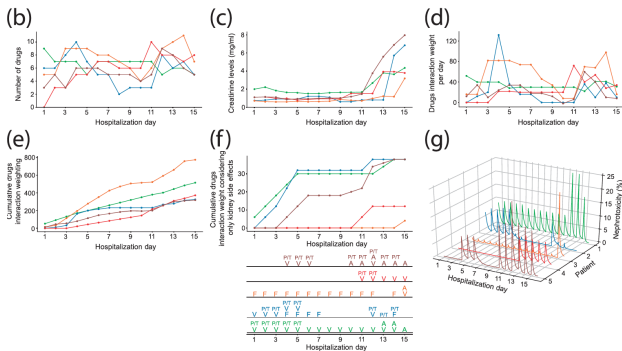 (b)
Number of drugs
10
8
6
4
2
0
1 3 5 7 9 11 13 15
Hospitalization day
(c)
Creatinine levels (mg/ml)
8
7
6
5
4
3
2
1
0
1 3 5 7 9 11 13 15
Hospitalization day
(d)
Drugs interaction weight
per day
120
80
40
0
1 3 5 7 9 11 13 15
Hospitalization day
(e)
Cumulative drugs
interaction weighting
800
600
400
200
0
1 3 5 7 9 11 13 15
Hospitalization day
(f)
Cumulative drugs
interaction weight considering
only kidney side effects
40
30
20
10
0
1 3 5 7 9 11 13 15
Hospitalization day
P/T
P/T P/T P/T P/T P/T A P/T P/T
V V V A A V A A A
P/T P/T
V V V V V
A
F F F F F F F F F F F F F V
P/T P/T
P/T P/T V V P/T P/T
V V V F F F F V P/T F
P/T P/T P/T P/T P/T A A
V V V V V V V V V V V V V V A
(g)
Nephrotoxicity (%)
25
20
15
10
5
0
1 3 5 7 9 11 13 15
Hospitalization day
5 4 3 2 1
Patient